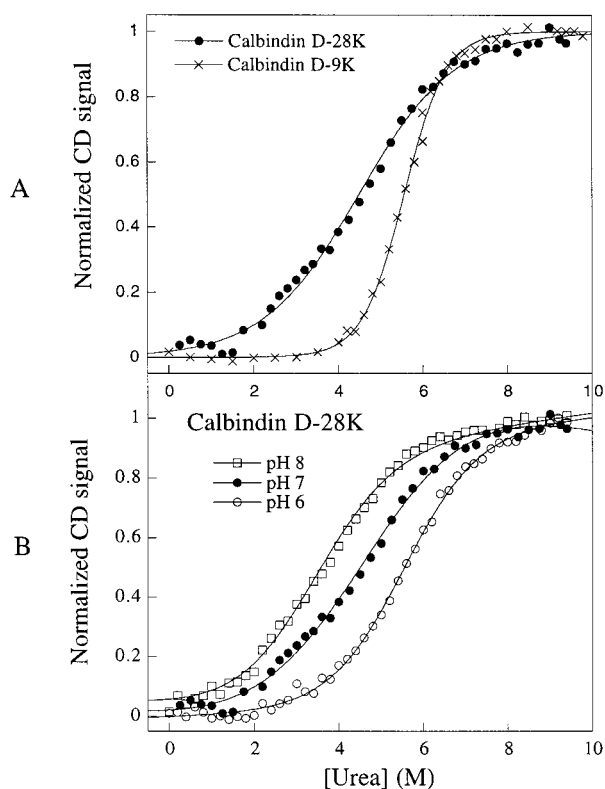 A
Normalized CD signal
Calbindin D-28K
Calbindin D-9K
1
0.8
0.6
0.4
0.2
0
0 2 4 6 8 10
B
Normalized CD signal
Calbindin D-28K
pH 8
pH 7
pH 6
1
0.8
0.6
0.4
0.2
0
0 2 4 6 8 10
[Urea] (M)